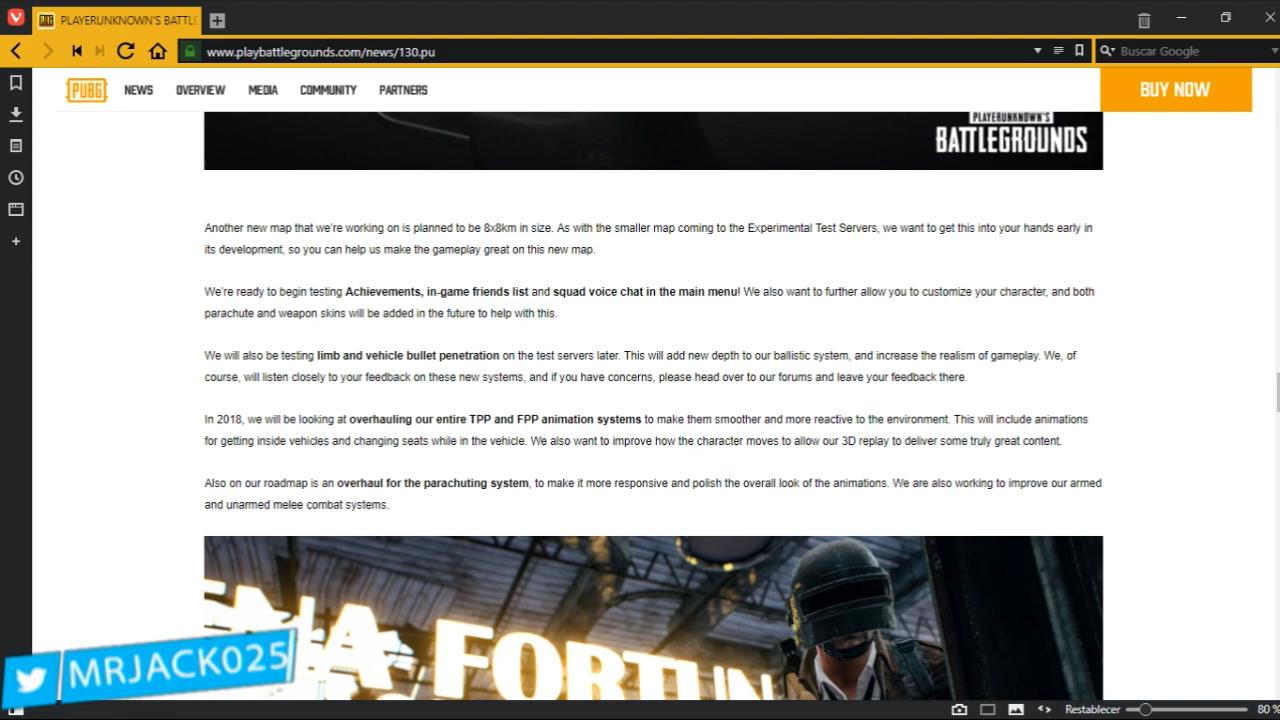 PLAYERUNKNOWN'S BATTL
www.playbattlegrounds.com/news/130.pu
Buscar Google
PUBG
NEWS
OVERVIEW
MEDIA
COMMUNITY
PARTNERS
BUY NOW
PLAYERUNKNOWN'S
BATTLEGROUNDS
Another new map that we're working on is planned to be 8x8km in size. As with the smaller map coming to the Experimental Test Servers, we want to get this into your hands early in
its development, so you can help us make the gameplay great on this new map.
We're ready to begin testing Achievements, in-game friends list and squad voice chat in the main menu! We also want to further allow you to customize your character, and both
parachute and weapon skins will be added in the future to help with this.
We will also be testing limb and vehicle bullet penetration on the test servers later. This will add new depth to our ballistic system, and increase the realism of gameplay. We, of
course, will listen closely to your feedback on these new systems, and if you have concerns, please head over to our forums and leave your feedback there.
In 2018, we will be looking at overhauling our entire TPP and FPP animation systems to make them smoother and more reactive to the environment. This will include animations
for getting inside vehicles and changing seats while in the vehicle. We also want to improve how the character moves to allow our 3D replay to deliver some truly great content.
Also on our roadmap is an overhaul for the parachuting system, to make it more responsive and polish the overall look of the animations. We are also working to improve our armed
and unarmed melee combat systems.
FORTUN
MRJACK025
Restablecer
80 %